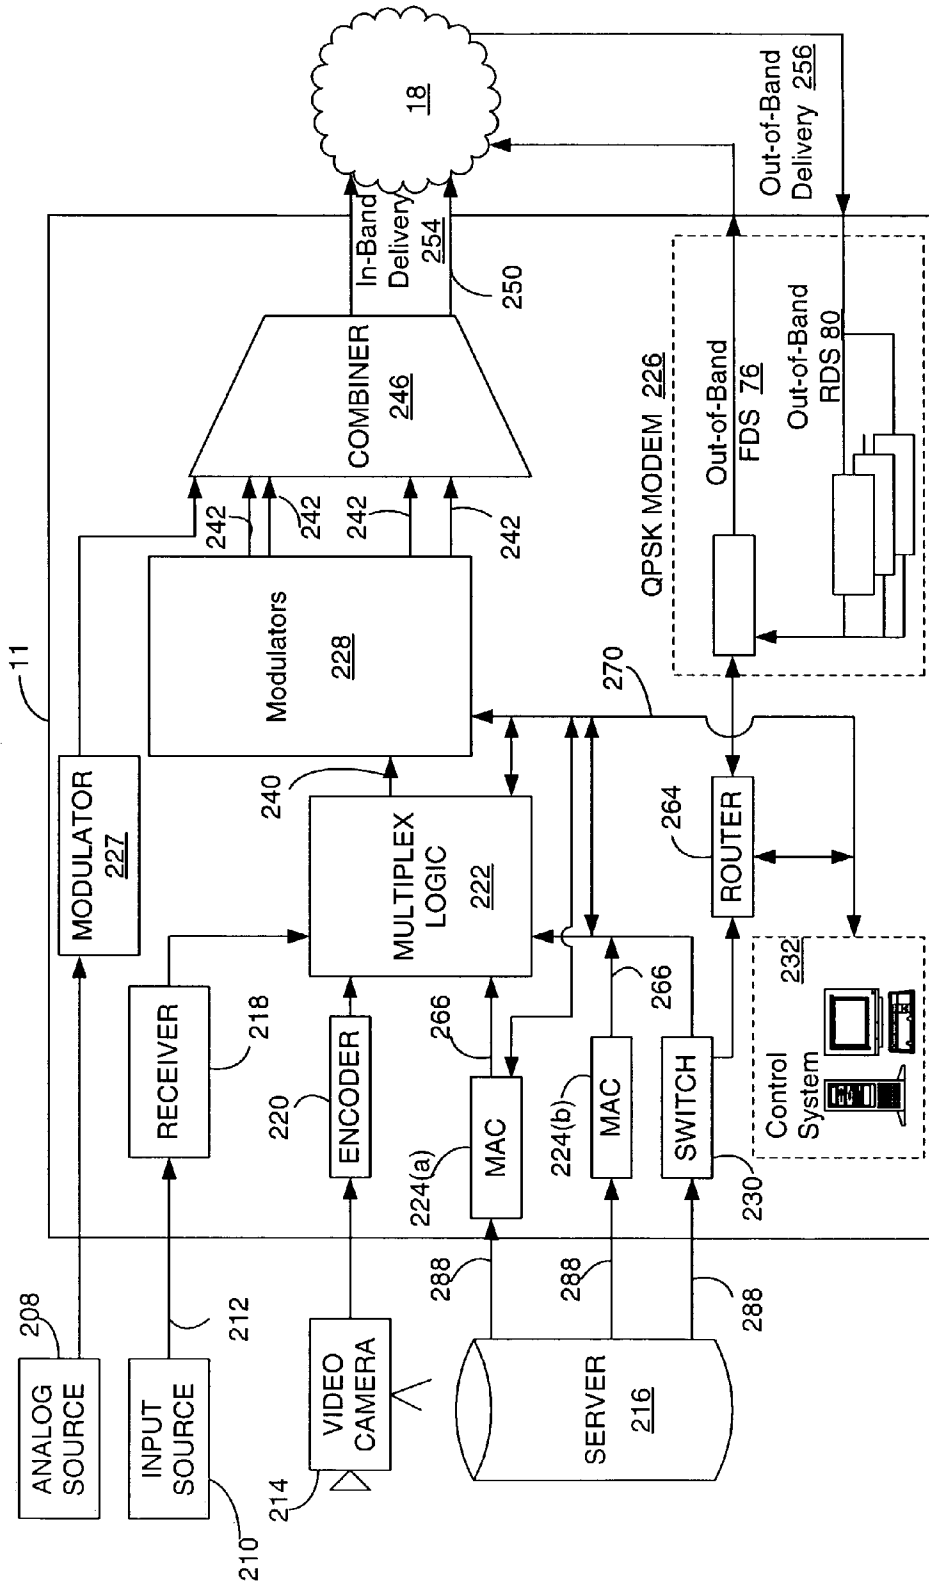 11
ANALOG
SOURCE
208
MODULATOR
227
INPUT
SOURCE
210
212
RECEIVER
218
VIDEO
CAMERA
214
ENCODER
220
MULTIPLEX
LOGIC
222
240
Modulators
228
242
242
242
242
COMBINER
246
In-Band
Delivery
254
250
18
SERVER
216
288
288
288
224(a)
MAC
266
224(b)
MAC
266
SWITCH
230
ROUTER
264
270
Control
System
232
QPSK MODEM 226
Out-of-Band
FDS 76
Out-of-Band
RDS 80
Out-of-Band
Delivery 256